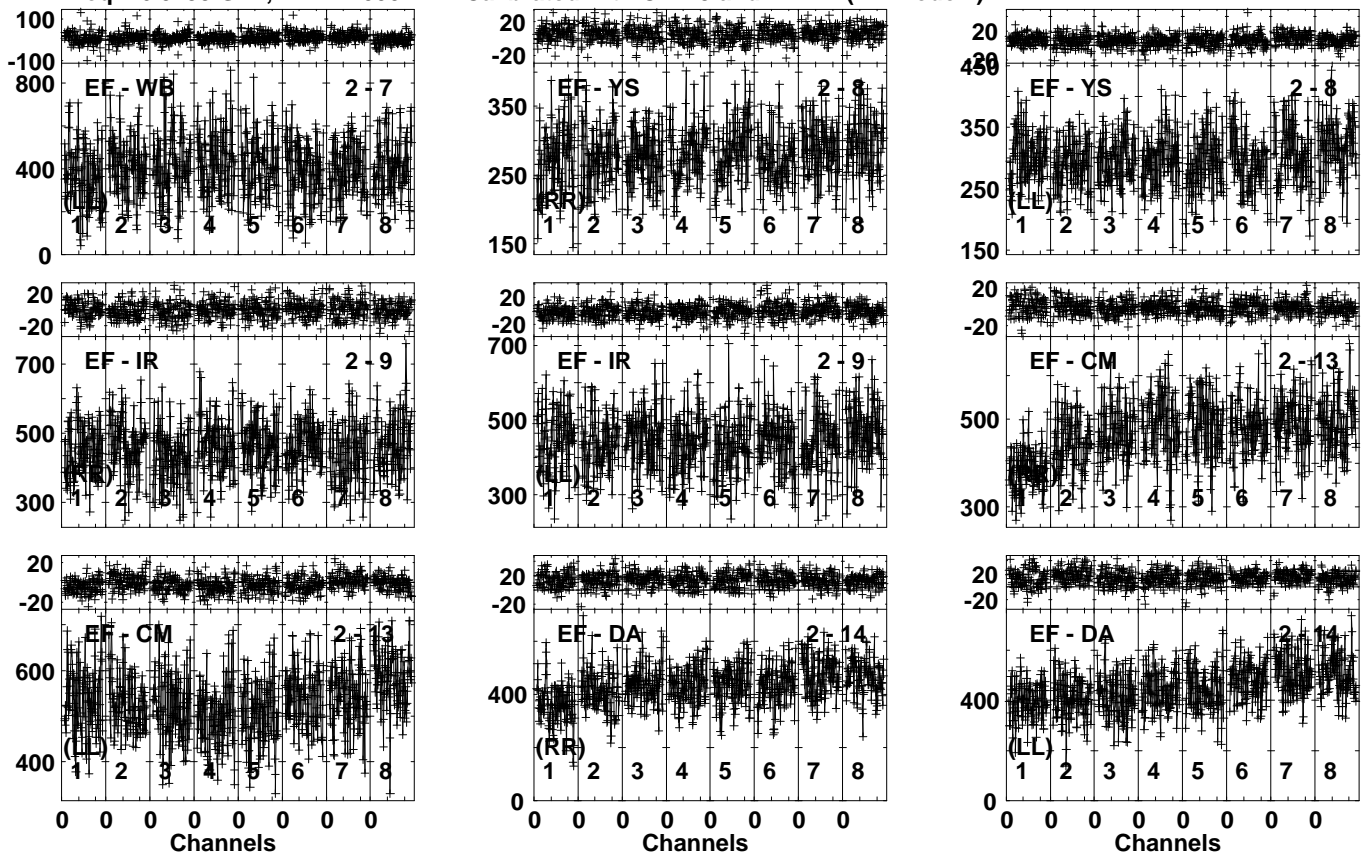 100 20 20
-100 -20 450
800 EF - WB 2 - 7
350 EF - YS 2 - 8
350 EF - YS 2 - 8
400 250 250
(LL) (RR) (LL)
1 2 3 4 5 6 7 8
1 2 3 4 5 6 7 8
1 2 3 4 5 6 7 8
0 150 150
20 20 20
-20 -20 -20
700 EF - IR 2 - 9
700 EF - IR 2 - 9
EF - CM 2 - 13
500 500 500
(RR) (LL)
300 1 2 3 4 5 6 7 8
300 1 2 3 4 5 6 7 8
300 1 2 3 4 5 6 7 8
20 20 20
-20 -20 -20
EF - CM 2 - 13
EF - DA 2 - 14
EF - DA 2 - 14
600 400 400
(LL) (RR) (LL)
400 1 2 3 4 5 6 7 8
1 2 3 4 5 6 7 8
1 2 3 4 5 6 7 8
0 0
0 0 0 0 0 0 0 0
0 0 0 0 0 0 0 0
0 0 0 0 0 0 0 0
Channels Channels Channels